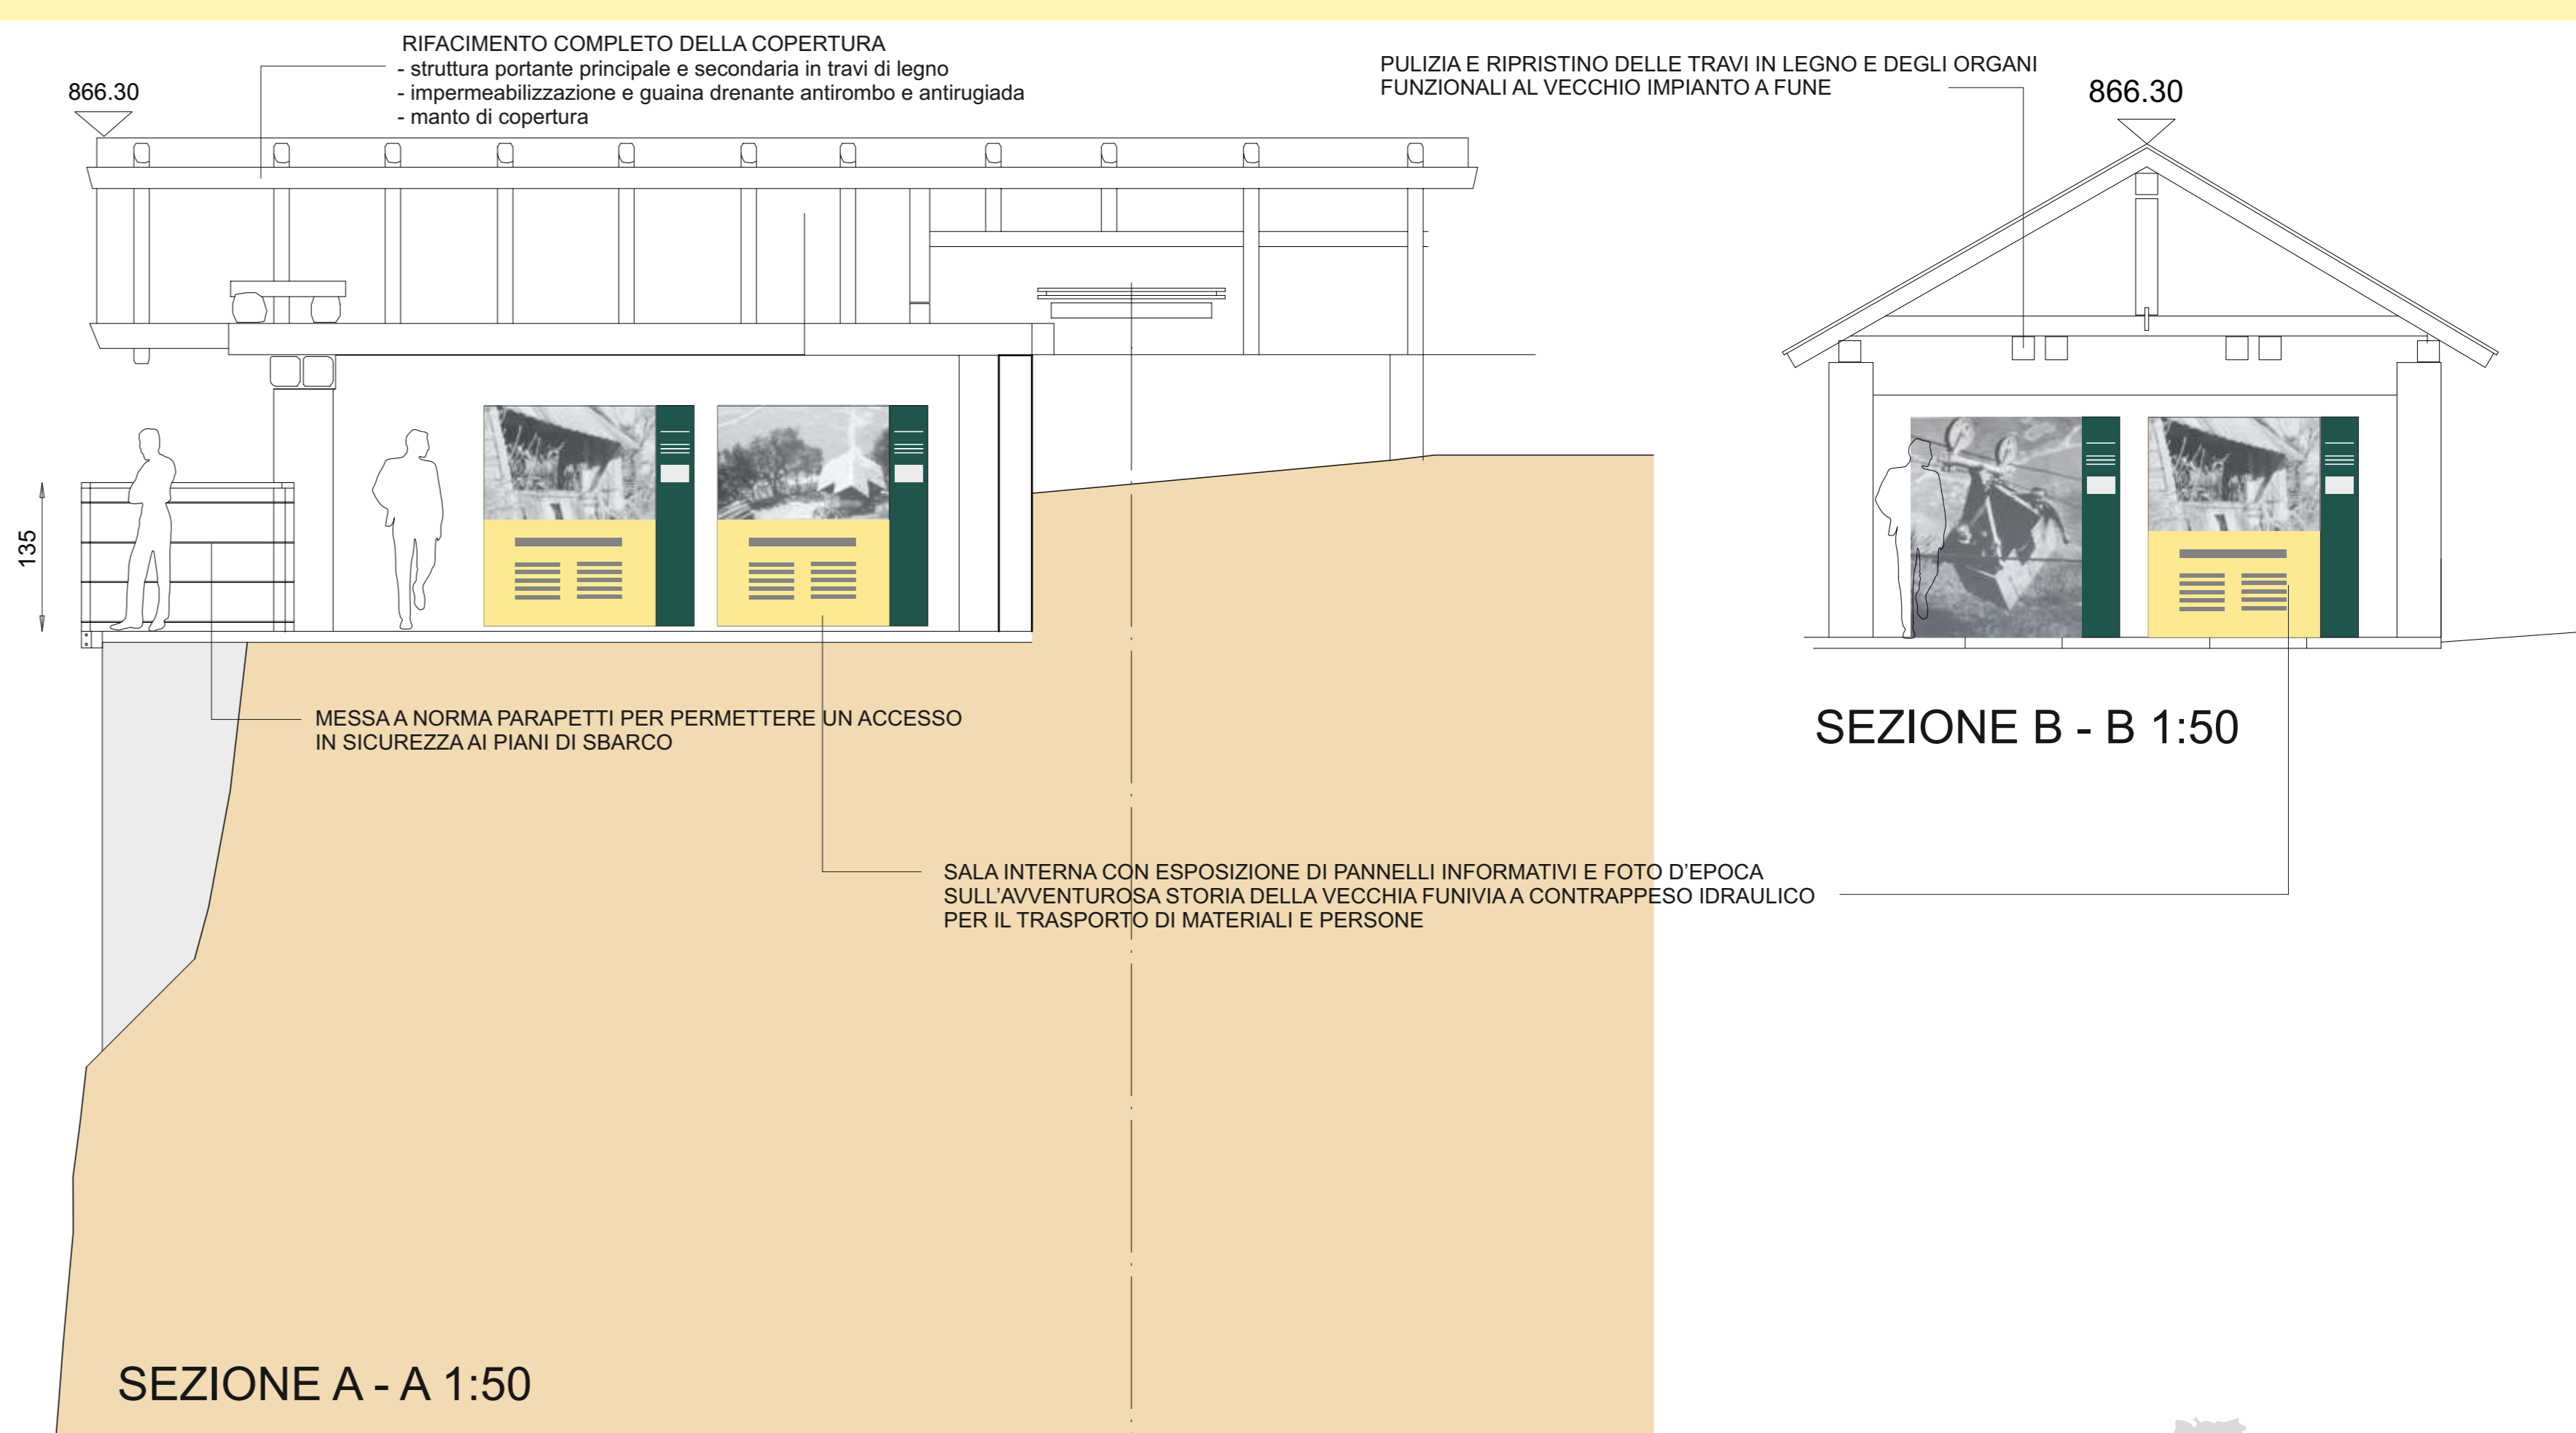 RIFACIMENTO COMPLETO DELLA COPERTURA
- struttura portante principale e secondaria in travi di legno
- impermeabilizzazione e guaina drenante antirombo e antirugiada
- manto di copertura
866.30
PULIZIA E RIPRISTINO DELLE TRAVI IN LEGNO E DEGLI ORGANI
FUNZIONALI AL VECCHIO IMPIANTO A FUNE
866.30
135
MESSA A NORMA PARAPETTI PER PERMETTERE UN ACCESSO
IN SICUREZZA AI PIANI DI SBARCO
SEZIONE B - B 1:50
SALA INTERNA CON ESPOSIZIONE DI PANNELLI INFORMATIVI E FOTO D'EPOCA
SULL'AVVENTUROSA STORIA DELLA VECCHIA FUNIVIA A CONTRAPPESO IDRAULICO
PER IL TRASPORTO DI MATERIALI E PERSONE
SEZIONE A - A 1:50